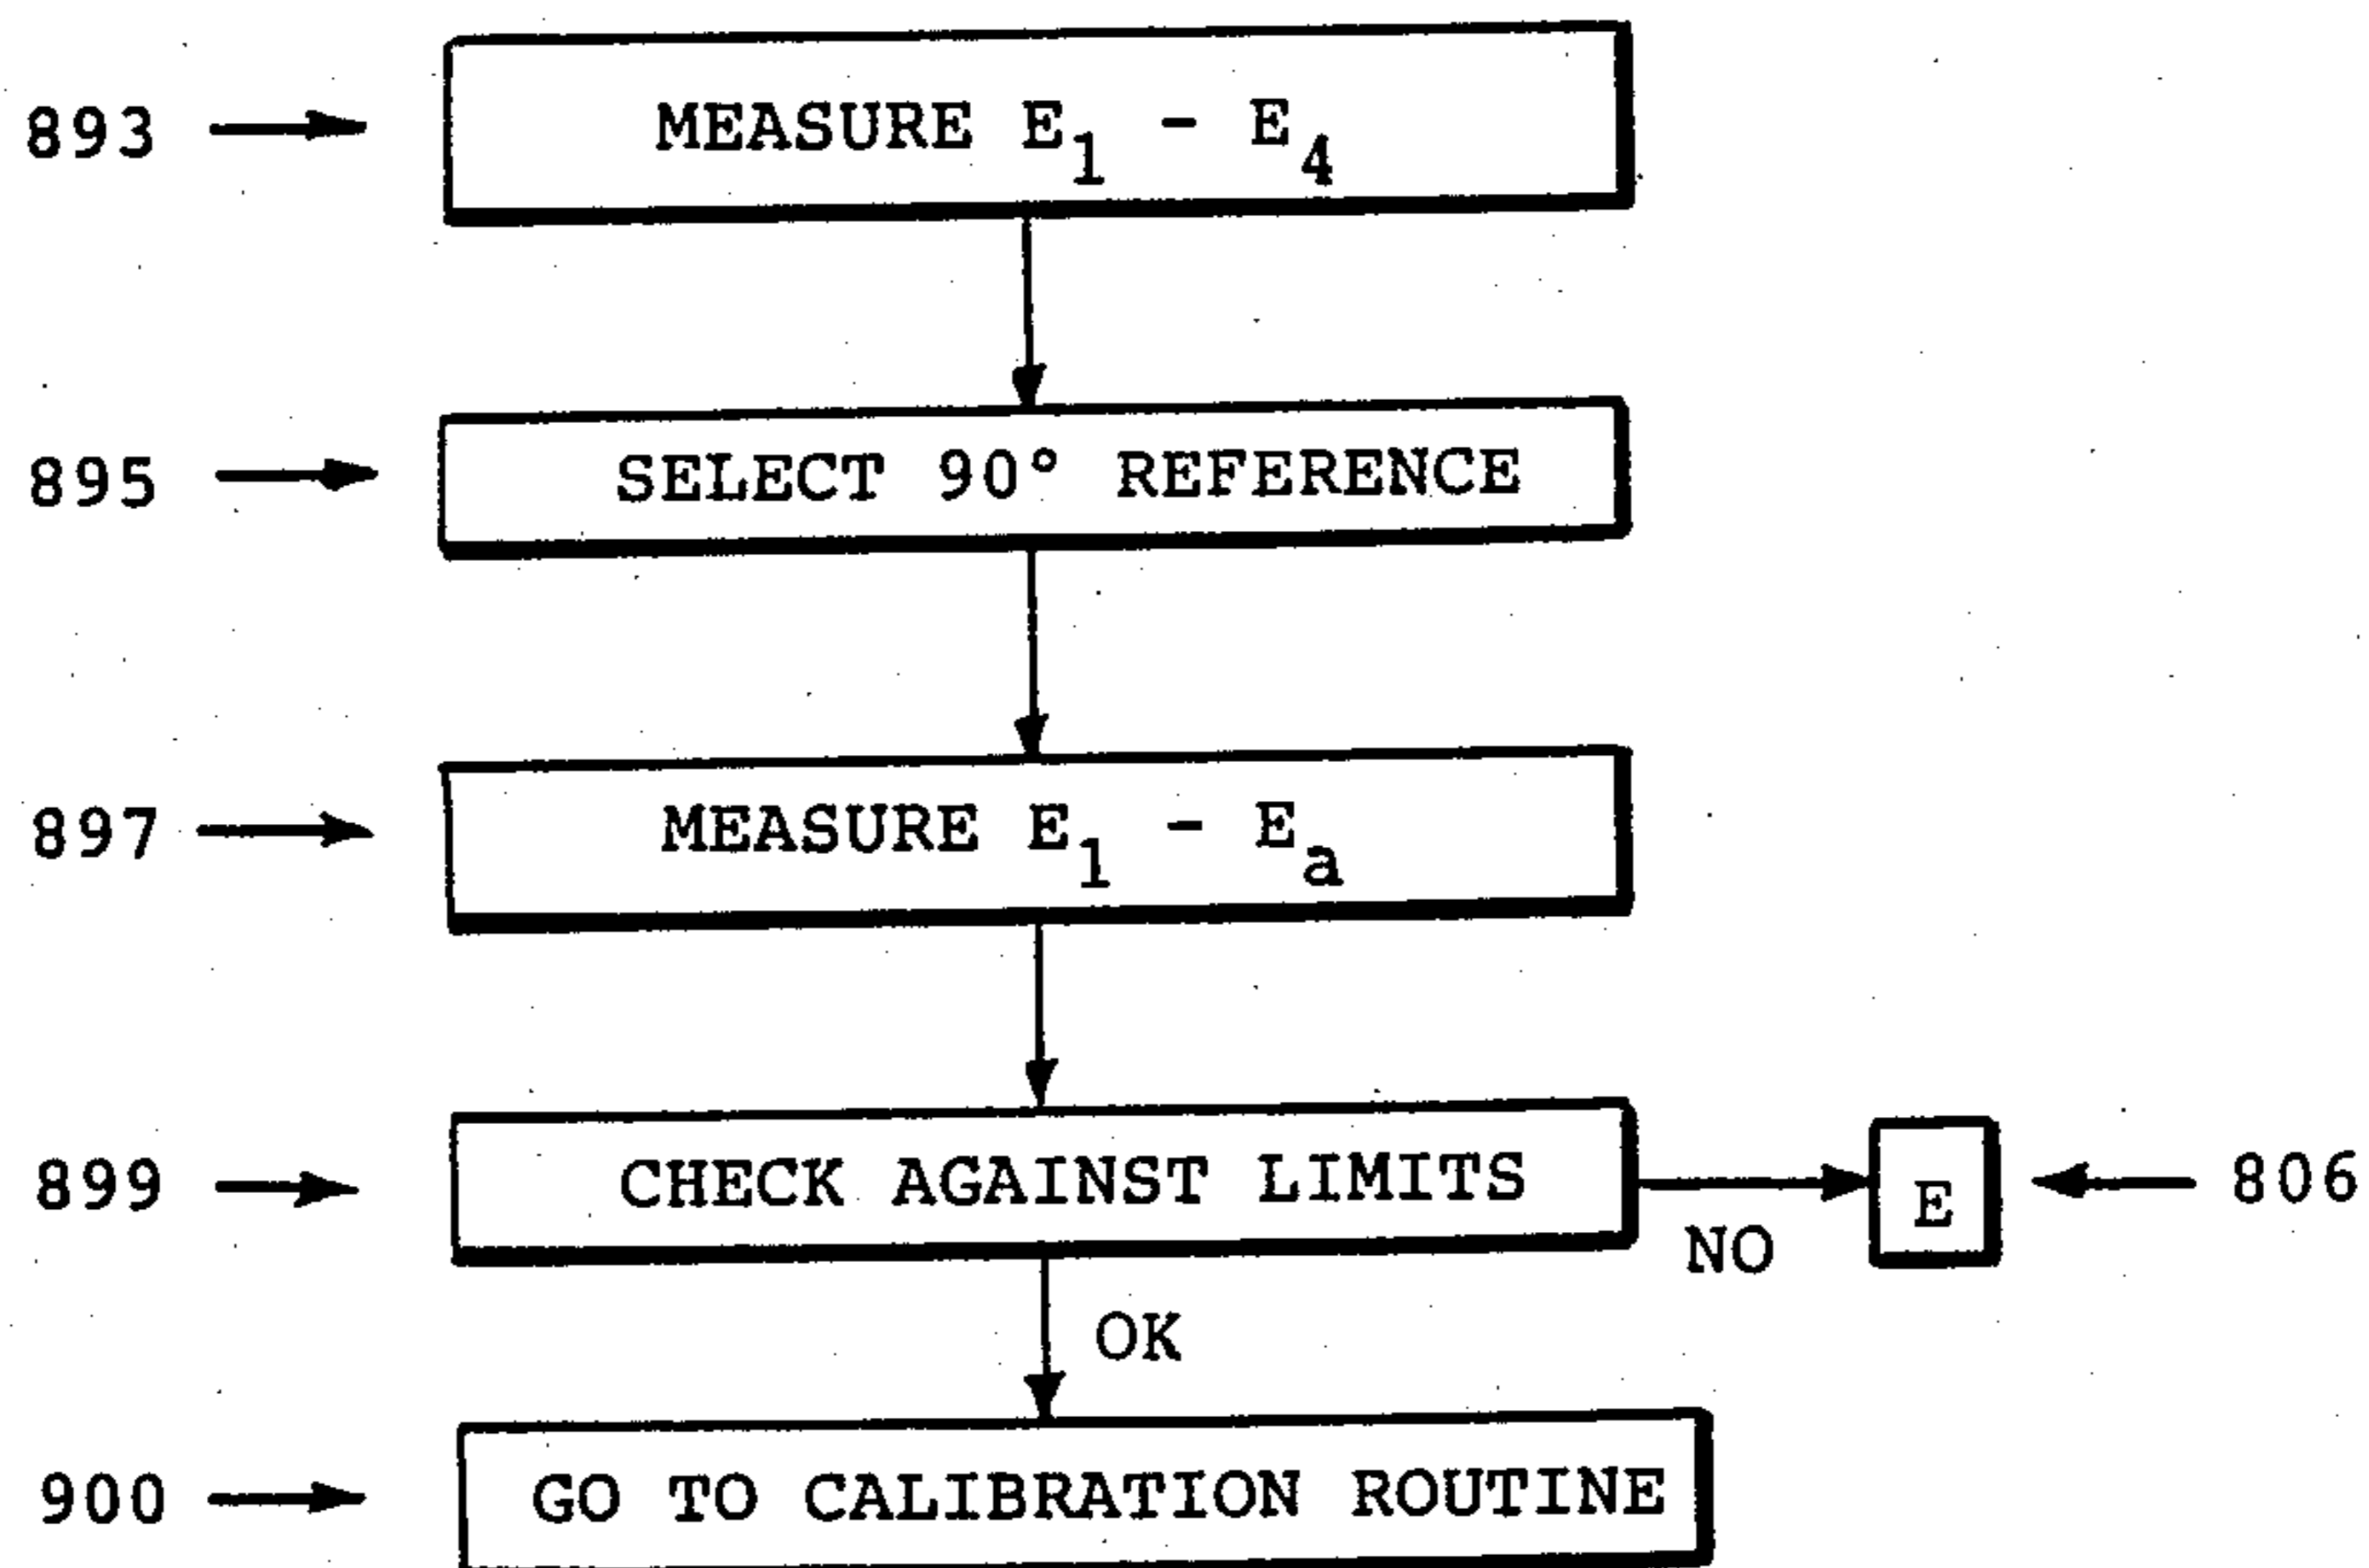 893 MEASURE E₁ - E₄
895 SELECT 90° REFERENCE
897 MEASURE E₁ - Eₐ
899 CHECK AGAINST LIMITS E 806
NO
OK
900 GO TO CALIBRATION ROUTINE